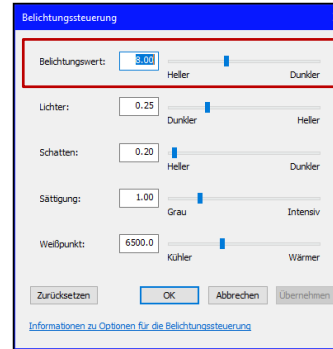 Belichtungssteuerung
Belichtungswert: 8.00
Heller Dunkler
Lichter: 0.25
Dunkler Heller
Schatten: 0.20
Heller Dunkler
Sättigung: 1.00
Grau Intensiv
Weißpunkt: 6500.0
Kühler Wärmer
Zurücksetzen OK Abbrechen Übernehmen
Informationen zu Optionen für die Belichtungssteuerung